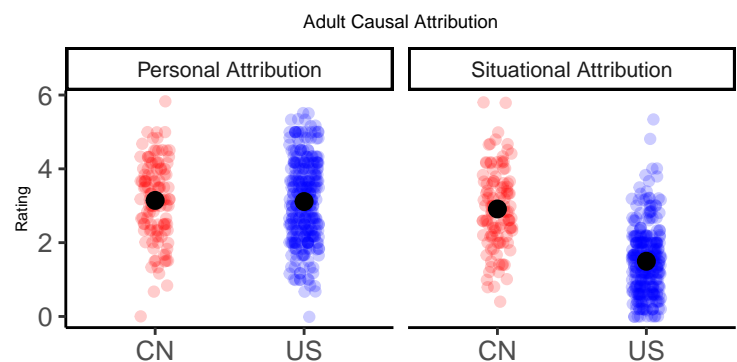 Adult Causal Attribution
Personal Attribution
Situational Attribution
Rating
6
4
2
0
CN
US
CN
US